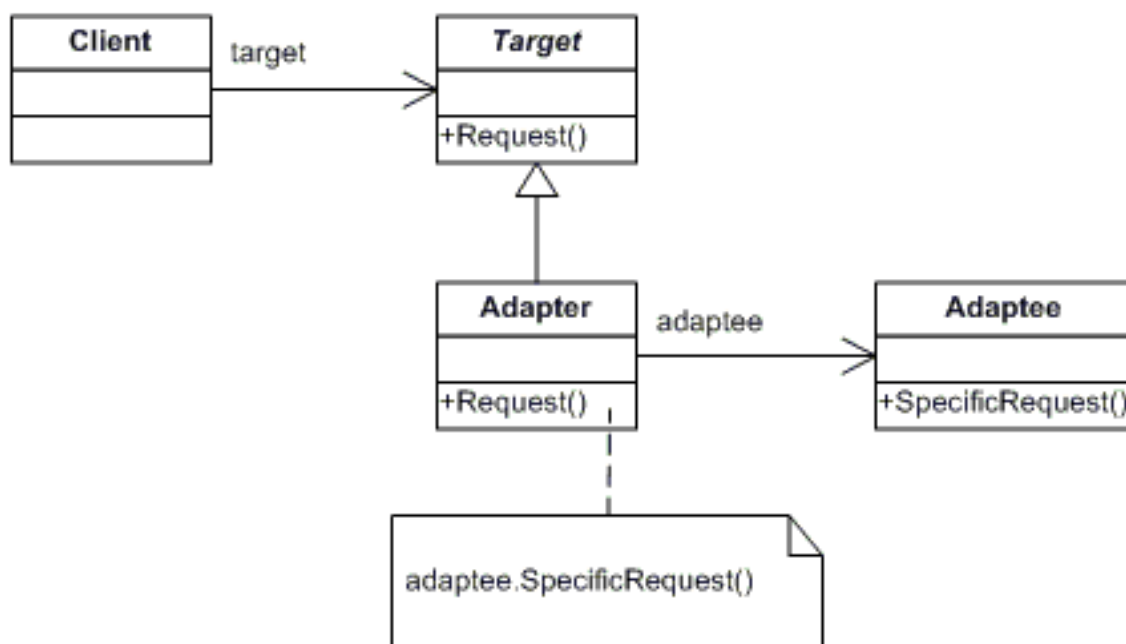 Client
target
Target
+Request()
Adapter
adaptee
Adaptee
+Request()
+SpecificRequest()
adaptee.SpecificRequest()